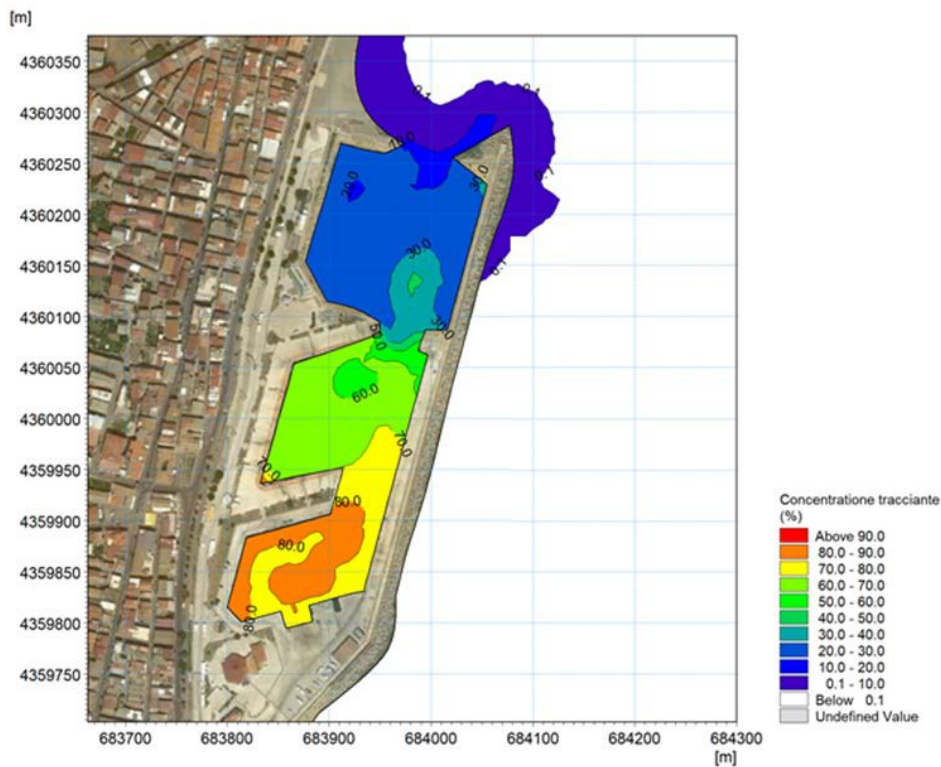 [m]
4360350
4360300
4360250
4360200
4360150
4360100
4360050
4360000
4359950
4359900
4359850
4359800
4359750
683700 683800 683900 684000 684100 684200 684300
[m]
0.1
0.1
10.0
0.1
20.0
30.0
30.0
0.1
30.0
50.0
60.0
70.0
70.0
80.0
80.0
80.0
Concentratione tracciante
(%)
Above 90.0
80.0 - 90.0
70.0 - 80.0
60.0 - 70.0
50.0 - 60.0
40.0 - 50.0
30.0 - 40.0
20.0 - 30.0
10.0 - 20.0
0.1 - 10.0
Below 0.1
Undefined Value